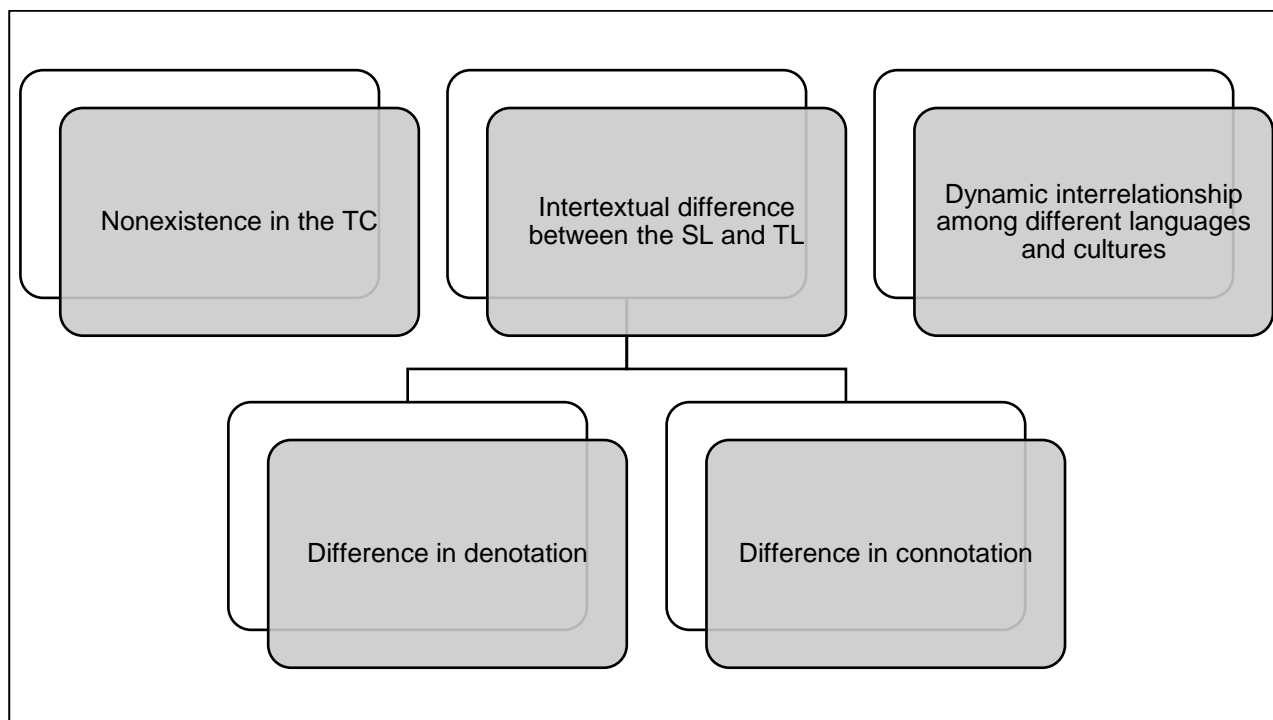 Nonexistence in the TC
Intertextual difference
between the SL and TL
Dynamic interrelationship
among different languages
and cultures
Difference in denotation
Difference in connotation